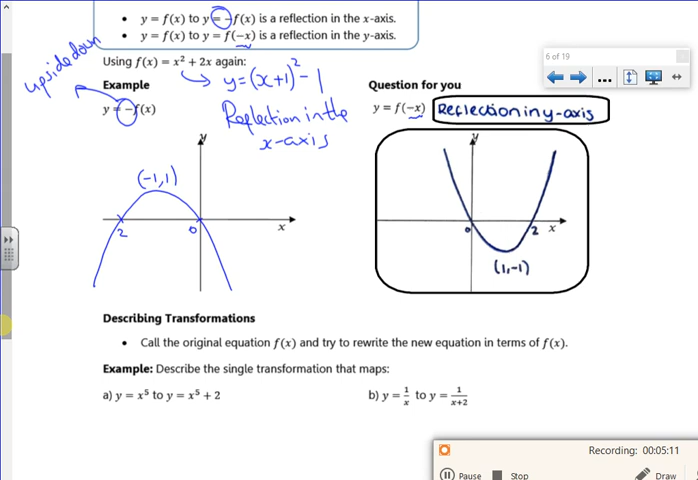 • y = f(x) to y = −f(x) is a reflection in the x-axis.
• y = f(x) to y = f(−x) is a reflection in the y-axis.
6 of 19
upside down
Using f(x) = x² + 2x again:
y=(x+1)² - 1
Example
Question for you
y = −f(x)
Reflection in the
x-axis
y = f(−x)
Reflection in y-axis
y
(-1,1)
2
0
x
y
0
2
x
(1,-1)
Describing Transformations
• Call the original equation f(x) and try to rewrite the new equation in terms of f(x).
Example: Describe the single transformation that maps:
a) y = x⁵ to y = x⁵ + 2
b) y = 1/x to y = 1/(x+2)
Recording: 00:05:11
Pause
Stop
Draw